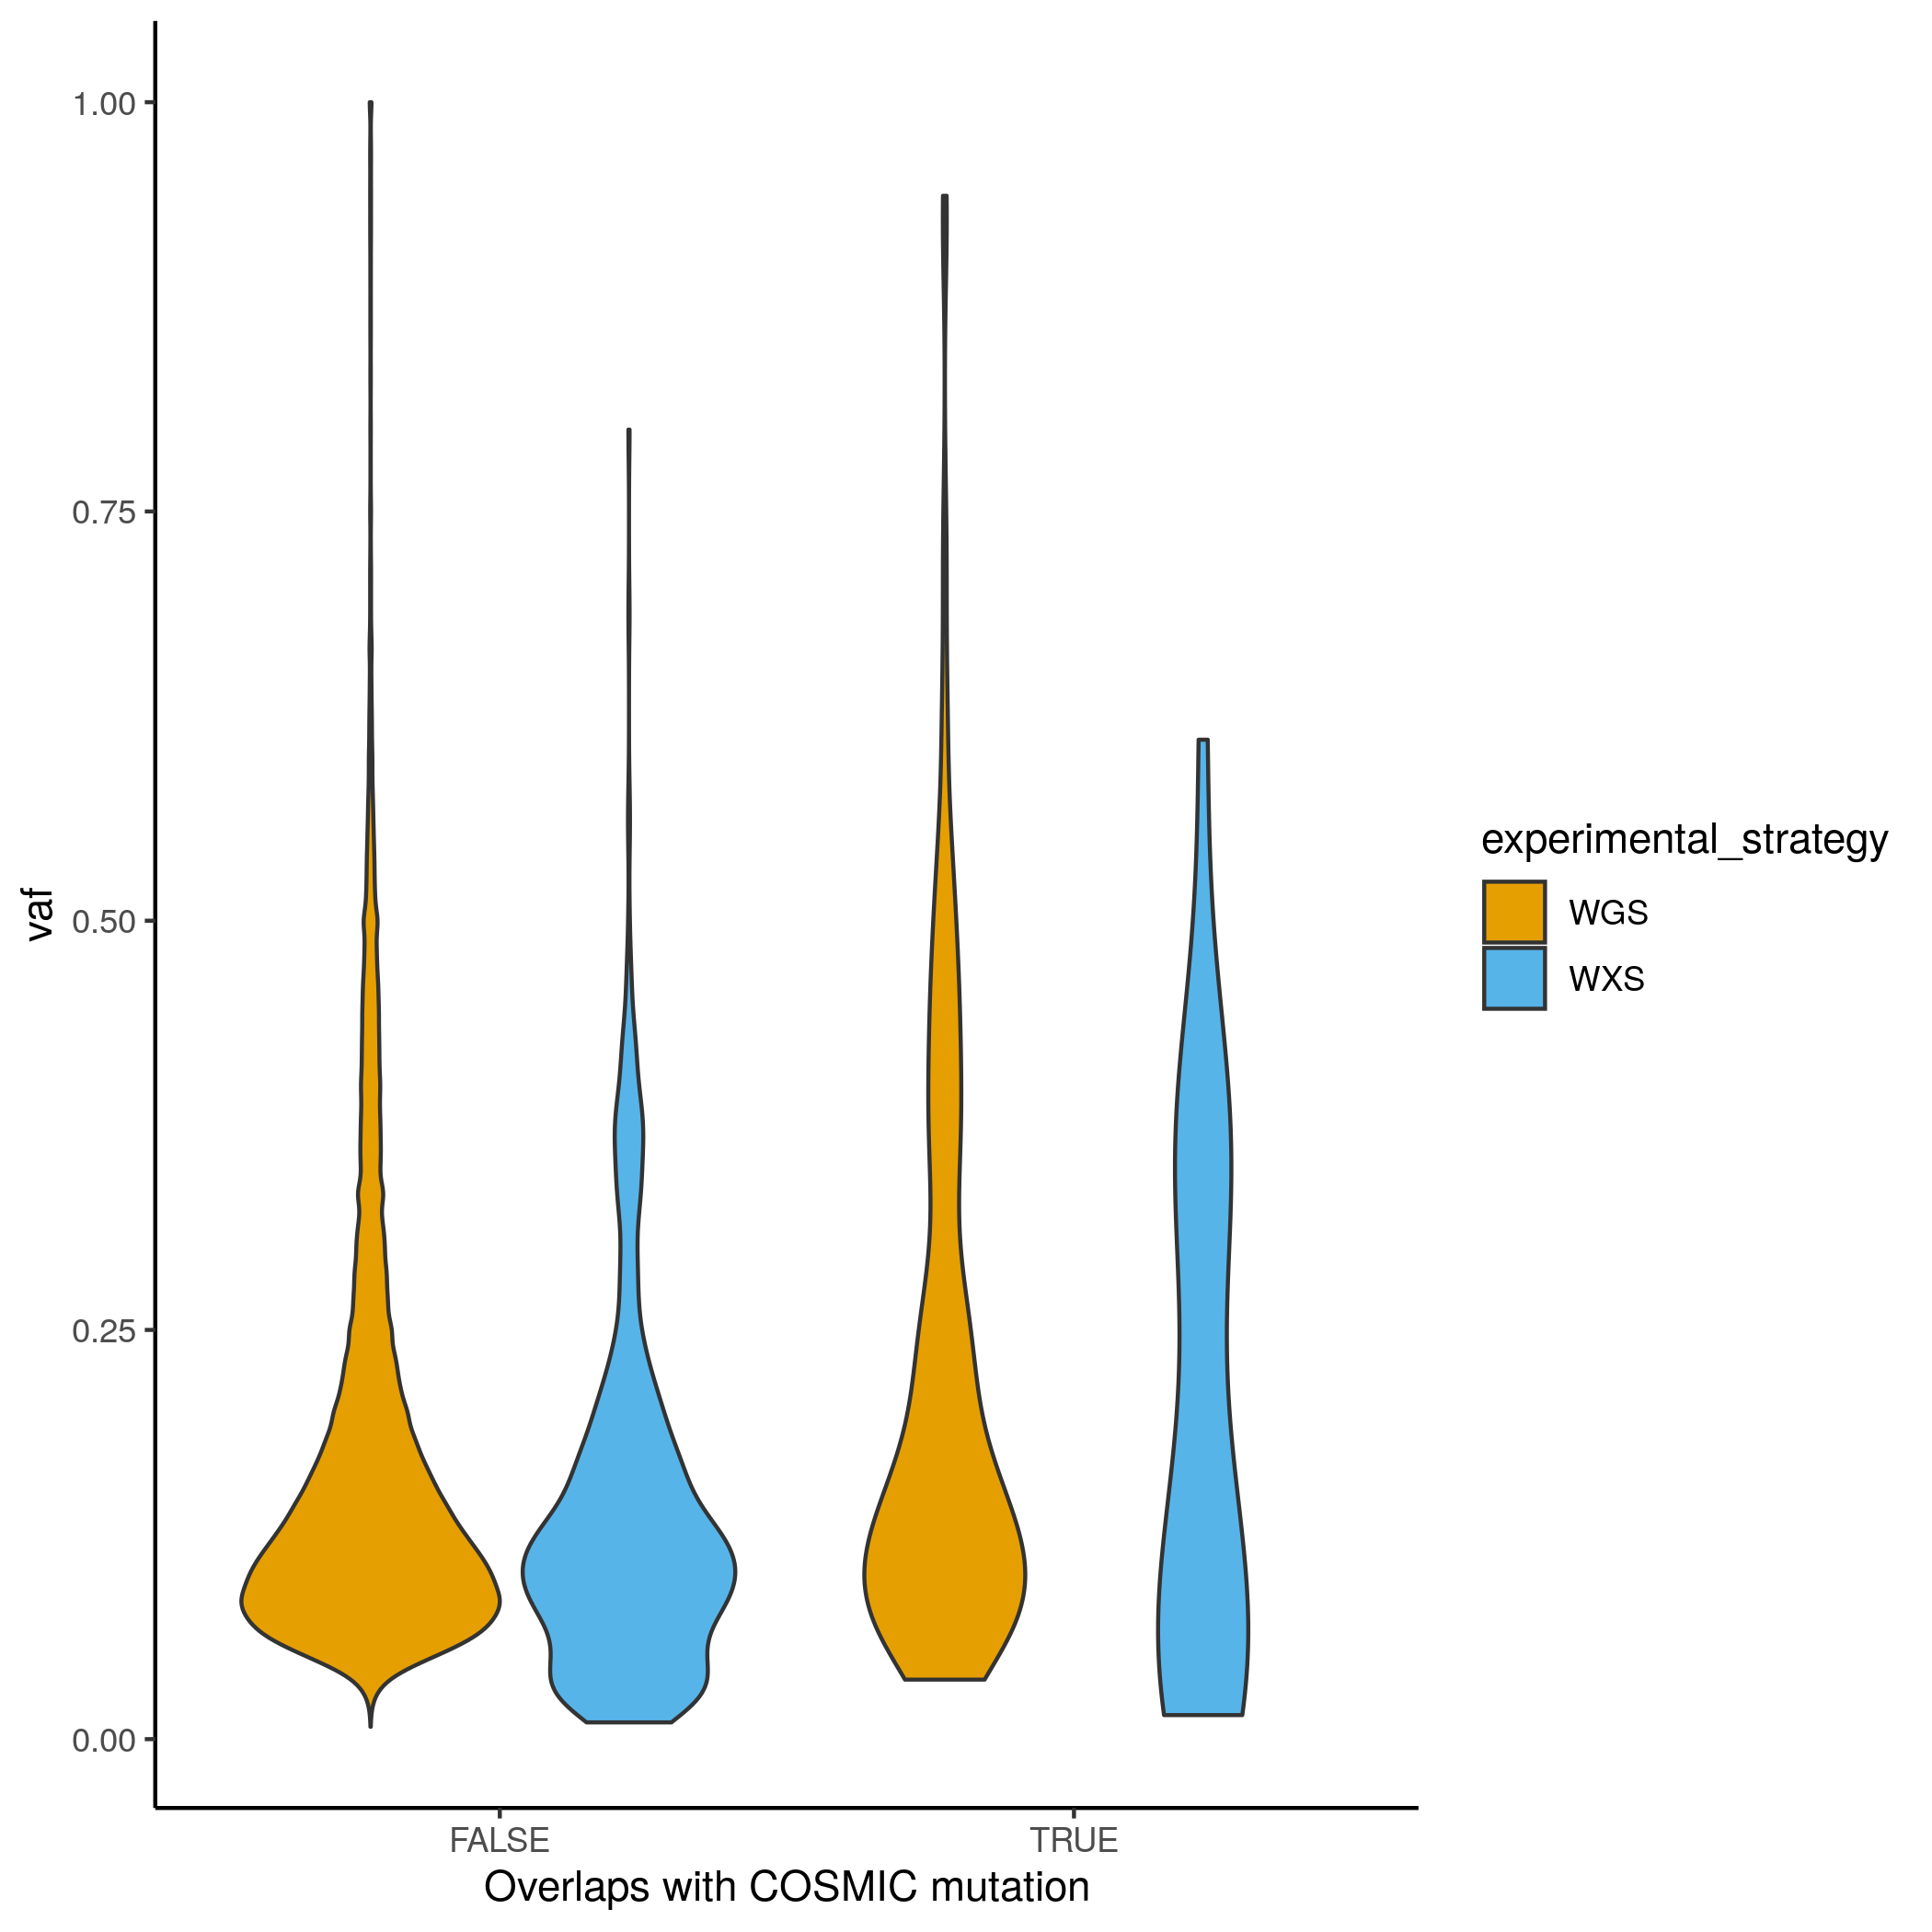 1.00
0.75
0.50
0.25
0.00
vaf
FALSE
TRUE
Overlaps with COSMIC mutation
experimental_strategy
WGS
WXS